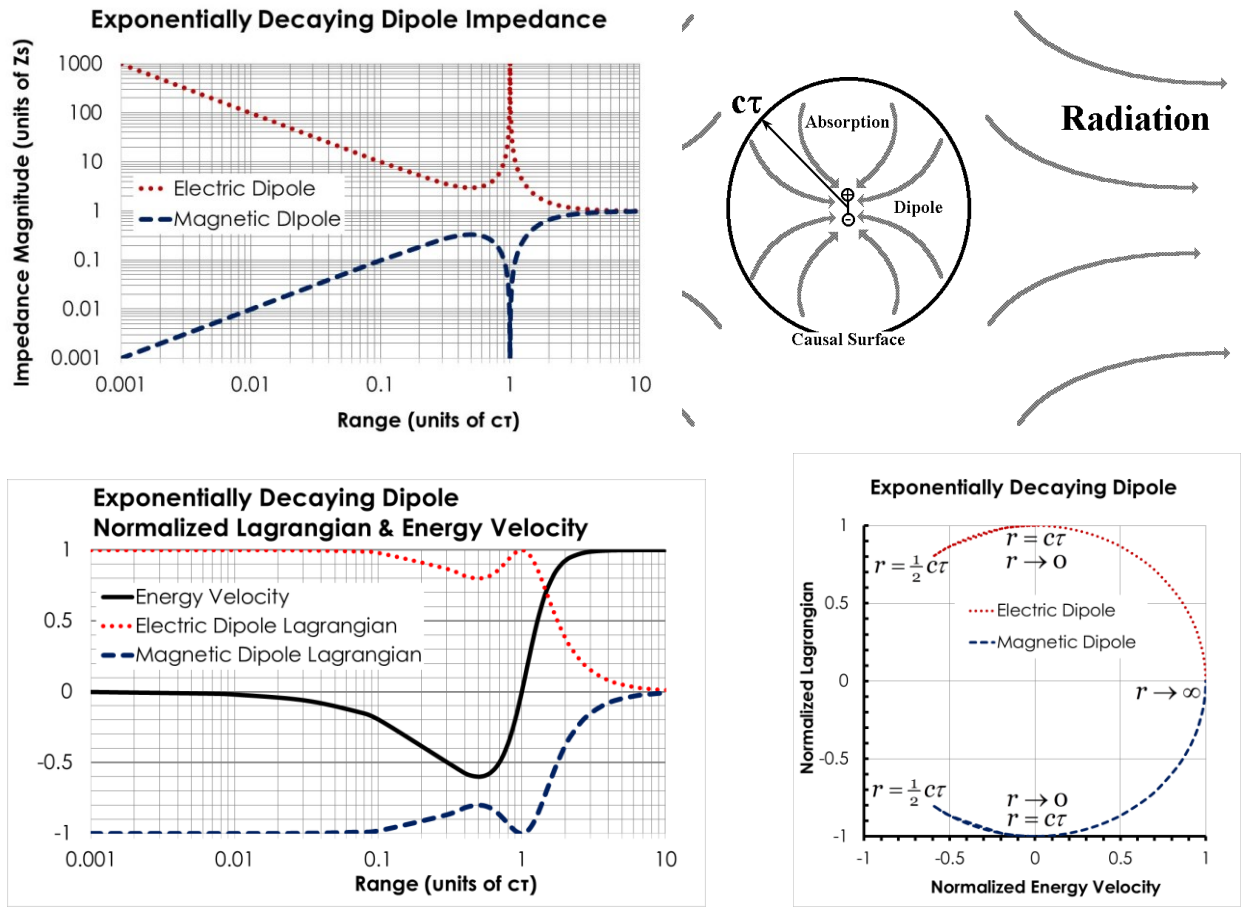 Exponentially Decaying Dipole Impedance
Impedance Magnitude (units of Zs)
1000
100
10
1
0.1
0.01
0.001
Electric Dipole
Magnetic DIpole
0.001 0.01 0.1 1 10
Range (units of cτ)
cτ
Absorption
Dipole
⊕
⊖
Causal Surface
Radiation
Exponentially Decaying Dipole
Normalized Lagrangian & Energy Velocity
1
0.5
0
-0.5
-1
Energy Velocity
Electric Dipole Lagrangian
Magnetic Dipole Lagrangian
0.001 0.01 0.1 1 10
Range (units of cτ)
Exponentially Decaying Dipole
Normalized Lagrangian
1
0.5
0
-0.5
-1
r = cτ
r → 0
r = ½cτ
Electric Dipole
Magnetic Dipole
r → ∞
r = ½cτ
r → 0
r = cτ
-1 -0.5 0 0.5 1
Normalized Energy Velocity